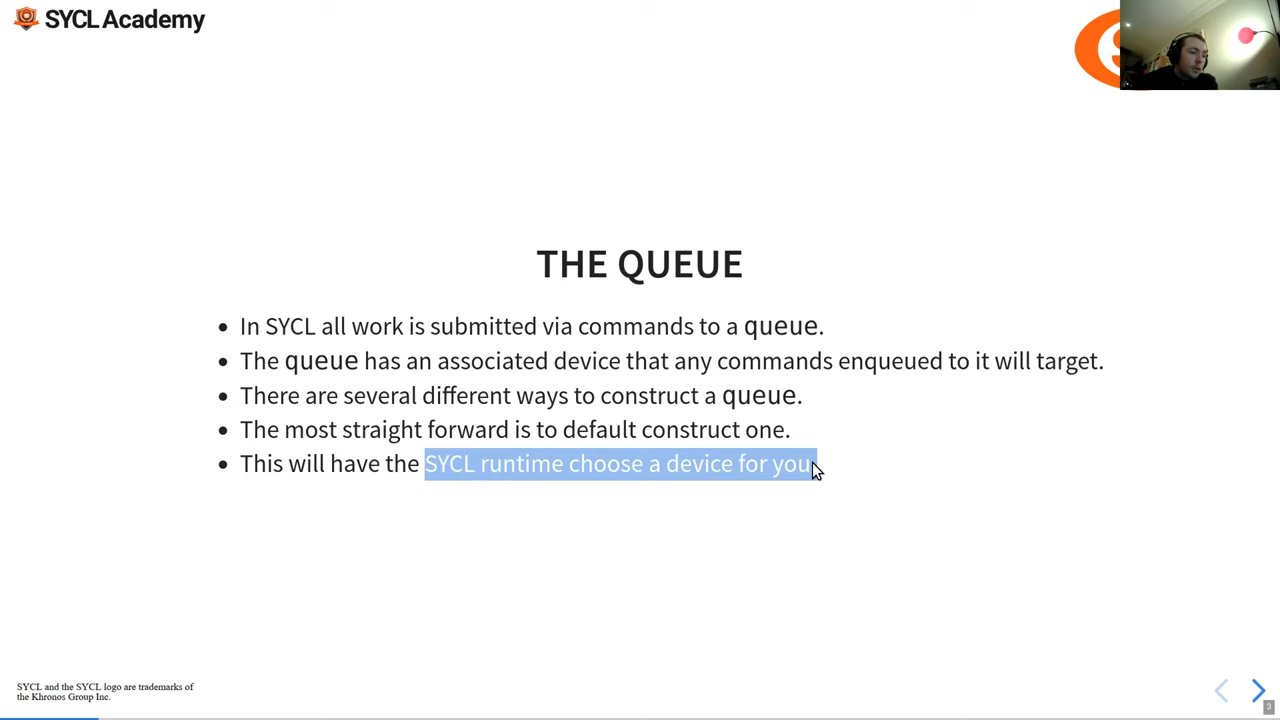 SYCL Academy
THE QUEUE
In SYCL all work is submitted via commands to a queue.
The queue has an associated device that any commands enqueued to it will target.
There are several different ways to construct a queue.
The most straight forward is to default construct one.
This will have the SYCL runtime choose a device for you.
SYCL and the SYCL logo are trademarks of
the Khronos Group Inc.
3